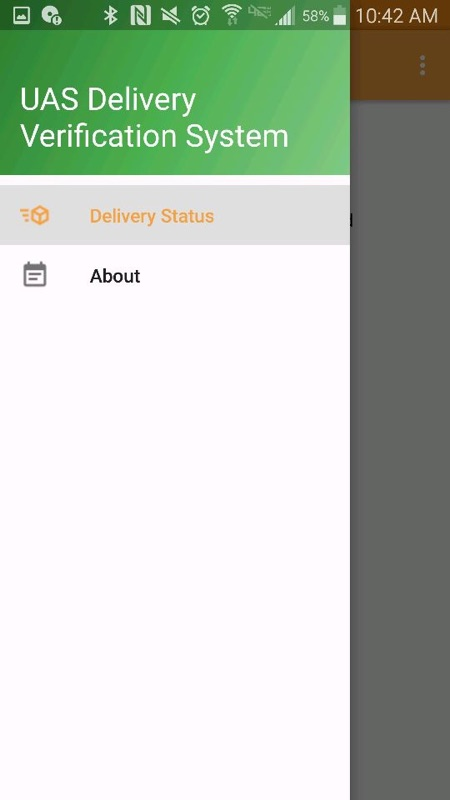 58% 10:42 AM
UAS Delivery
Verification System
Delivery Status
About